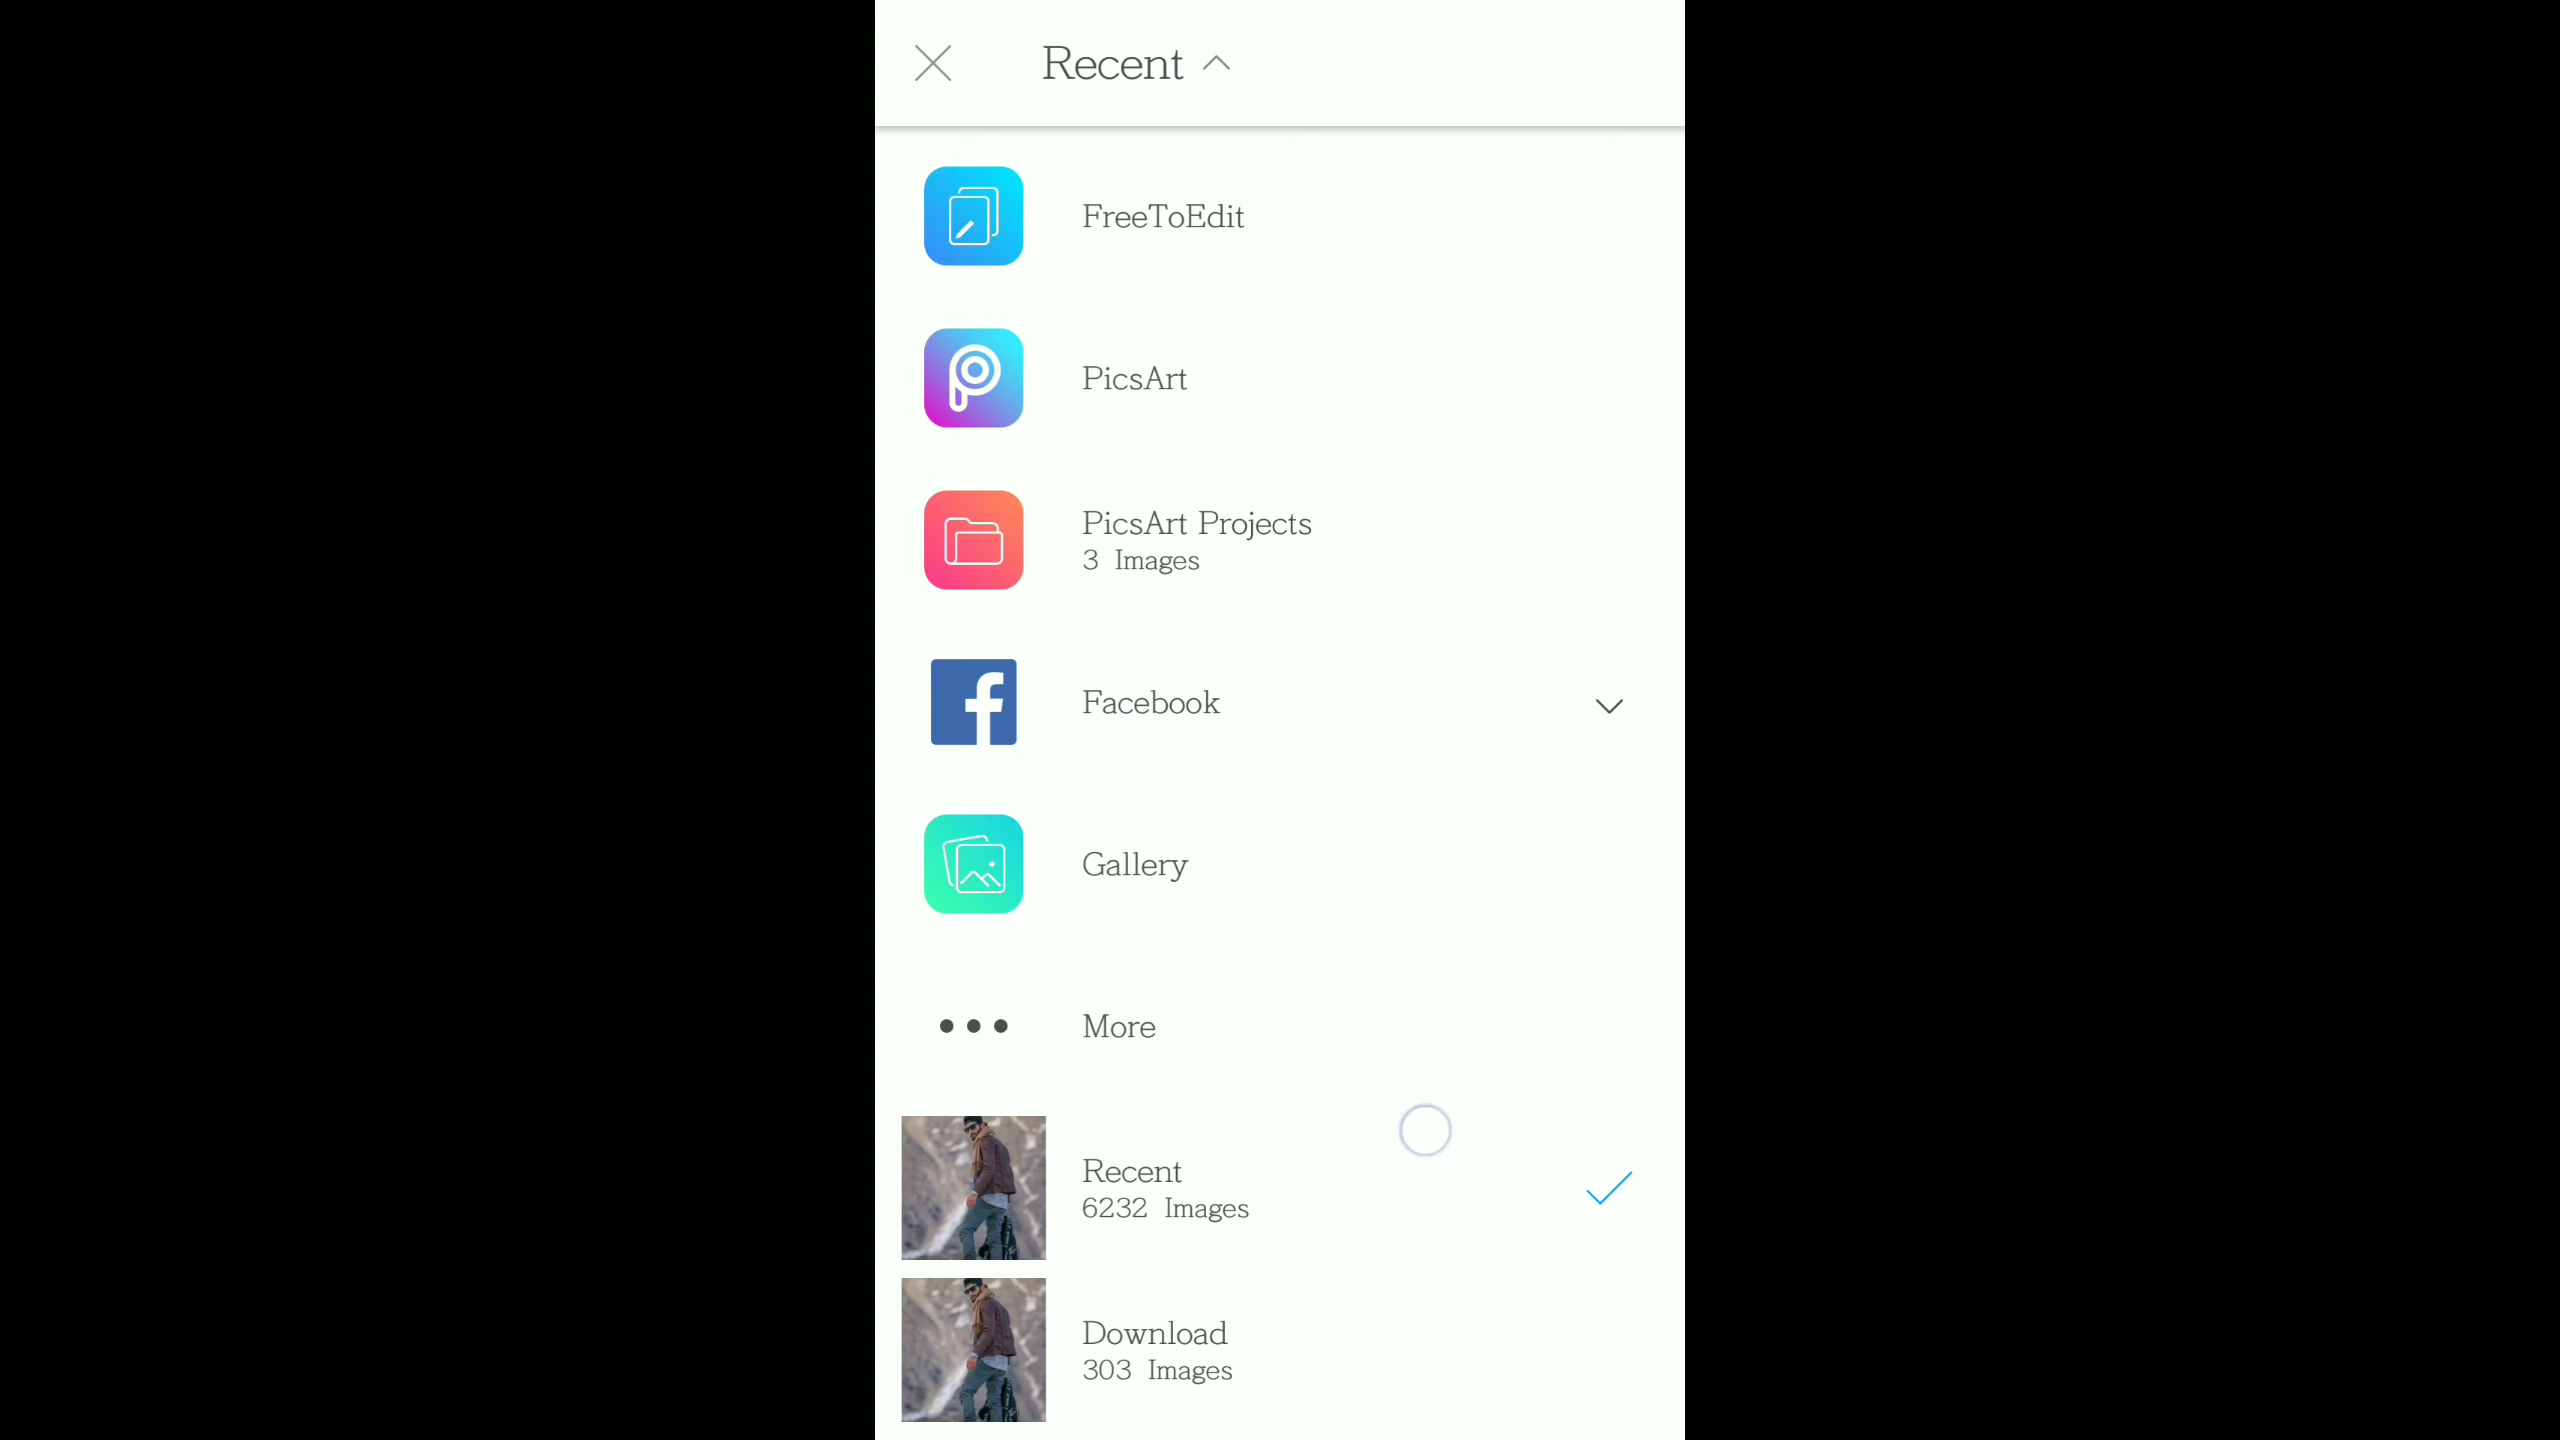 Recent
FreeToEdit
PicsArt
PicsArt Projects
3 Images
Facebook
Gallery
More
Recent
6232 Images
Download
303 Images